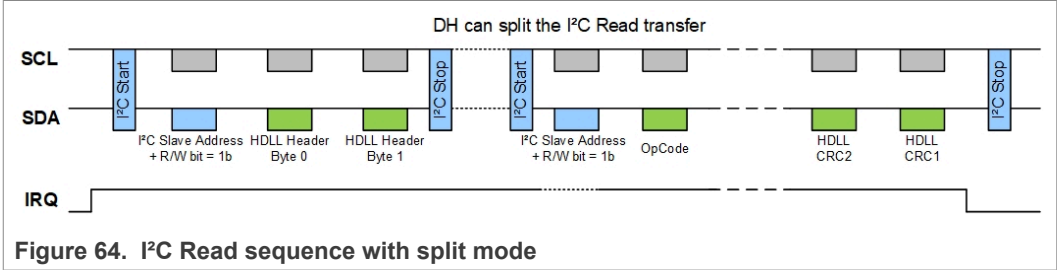 DH can split the I²C Read transfer
SCL
I²C Start
I²C Stop
I²C Start
I²C Stop
SDA
I²C Slave Address
+ R/W bit = 1b
HDLL Header
Byte 0
HDLL Header
Byte 1
I²C Slave Address
+ R/W bit = 1b
OpCode
HDLL
CRC2
HDLL
CRC1
IRQ
Figure 64. I²C Read sequence with split mode